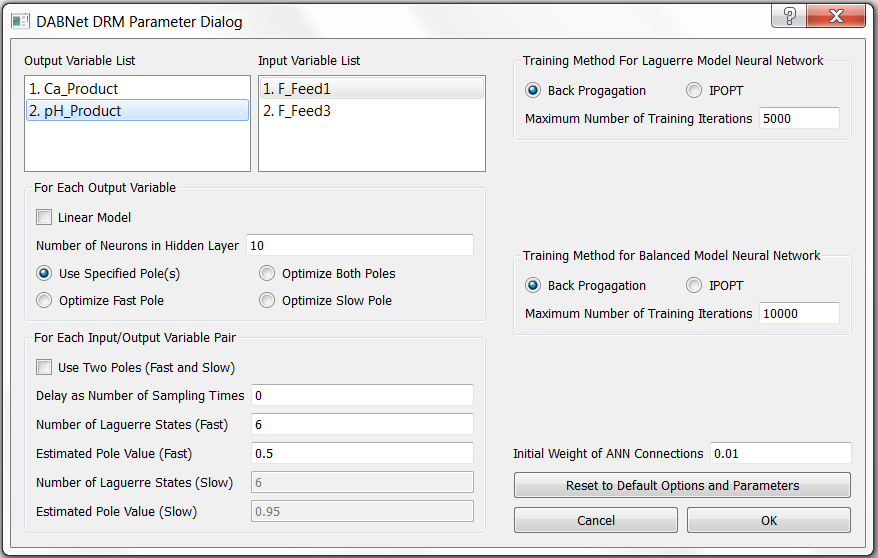 DABNet DRM Parameter Dialog
Output Variable List
1. Ca_Product
2. pH_Product
Input Variable List
1. F_Feed1
2. F_Feed3
For Each Output Variable
Linear Model
Number of Neurons in Hidden Layer 10
Use Specified Pole(s) Optimize Both Poles
Optimize Fast Pole Optimize Slow Pole
For Each Input/Output Variable Pair
Use Two Poles (Fast and Slow)
Delay as Number of Sampling Times 0
Number of Laguerre States (Fast) 6
Estimated Pole Value (Fast) 0.5
Number of Laguerre States (Slow) 6
Estimated Pole Value (Slow) 0.95
Training Method For Laguerre Model Neural Network
Back Progagation IPOPT
Maximum Number of Training Iterations 5000
Training Method for Balanced Model Neural Network
Back Progagation IPOPT
Maximum Number of Training Iterations 10000
Initial Weight of ANN Connections 0.01
Reset to Default Options and Parameters
Cancel OK